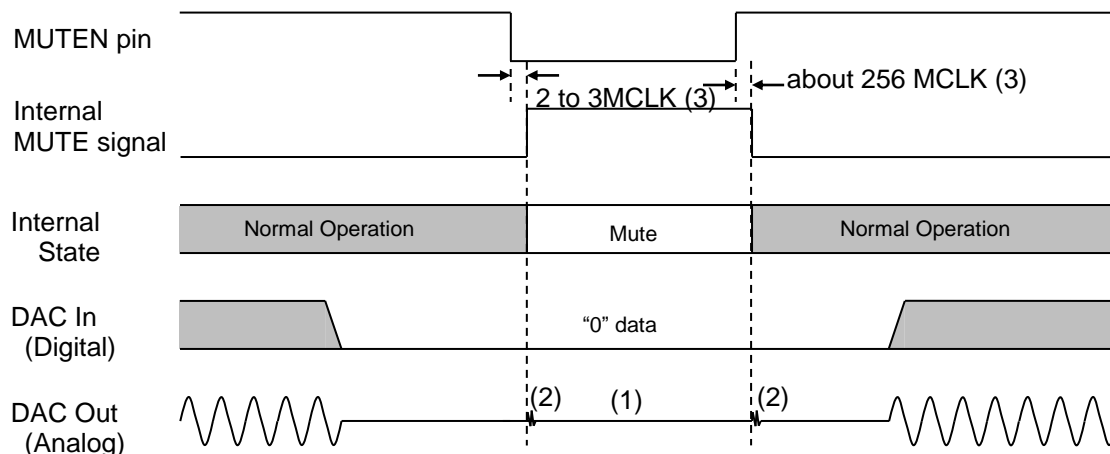 MUTEN pin
2 to 3MCLK (3)
about 256 MCLK (3)
Internal
MUTE signal
Internal
State
Normal Operation
Mute
Normal Operation
DAC In
(Digital)
“0” data
DAC Out
(Analog)
(2)
(1)
(2)